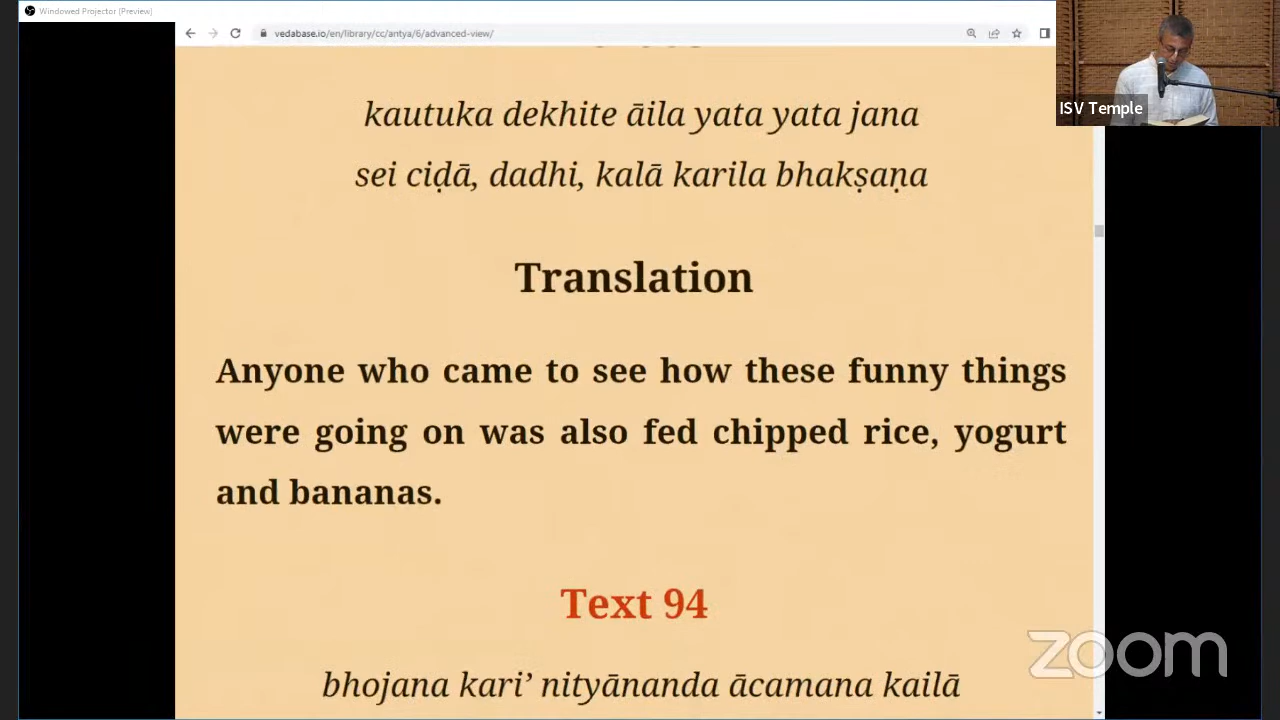 Windowed Projector [Preview]
vedabase.io/en/library/cc/antya/6/advanced-view/
ISV Temple
kautuka dekhite āila yata yata jana
sei ciḍā, dadhi, kalā karila bhakṣaṇa
Translation
Anyone who came to see how these funny things
were going on was also fed chipped rice, yogurt
and bananas.
Text 94
bhojana kari’ nityānanda ācamana kailā
zoom